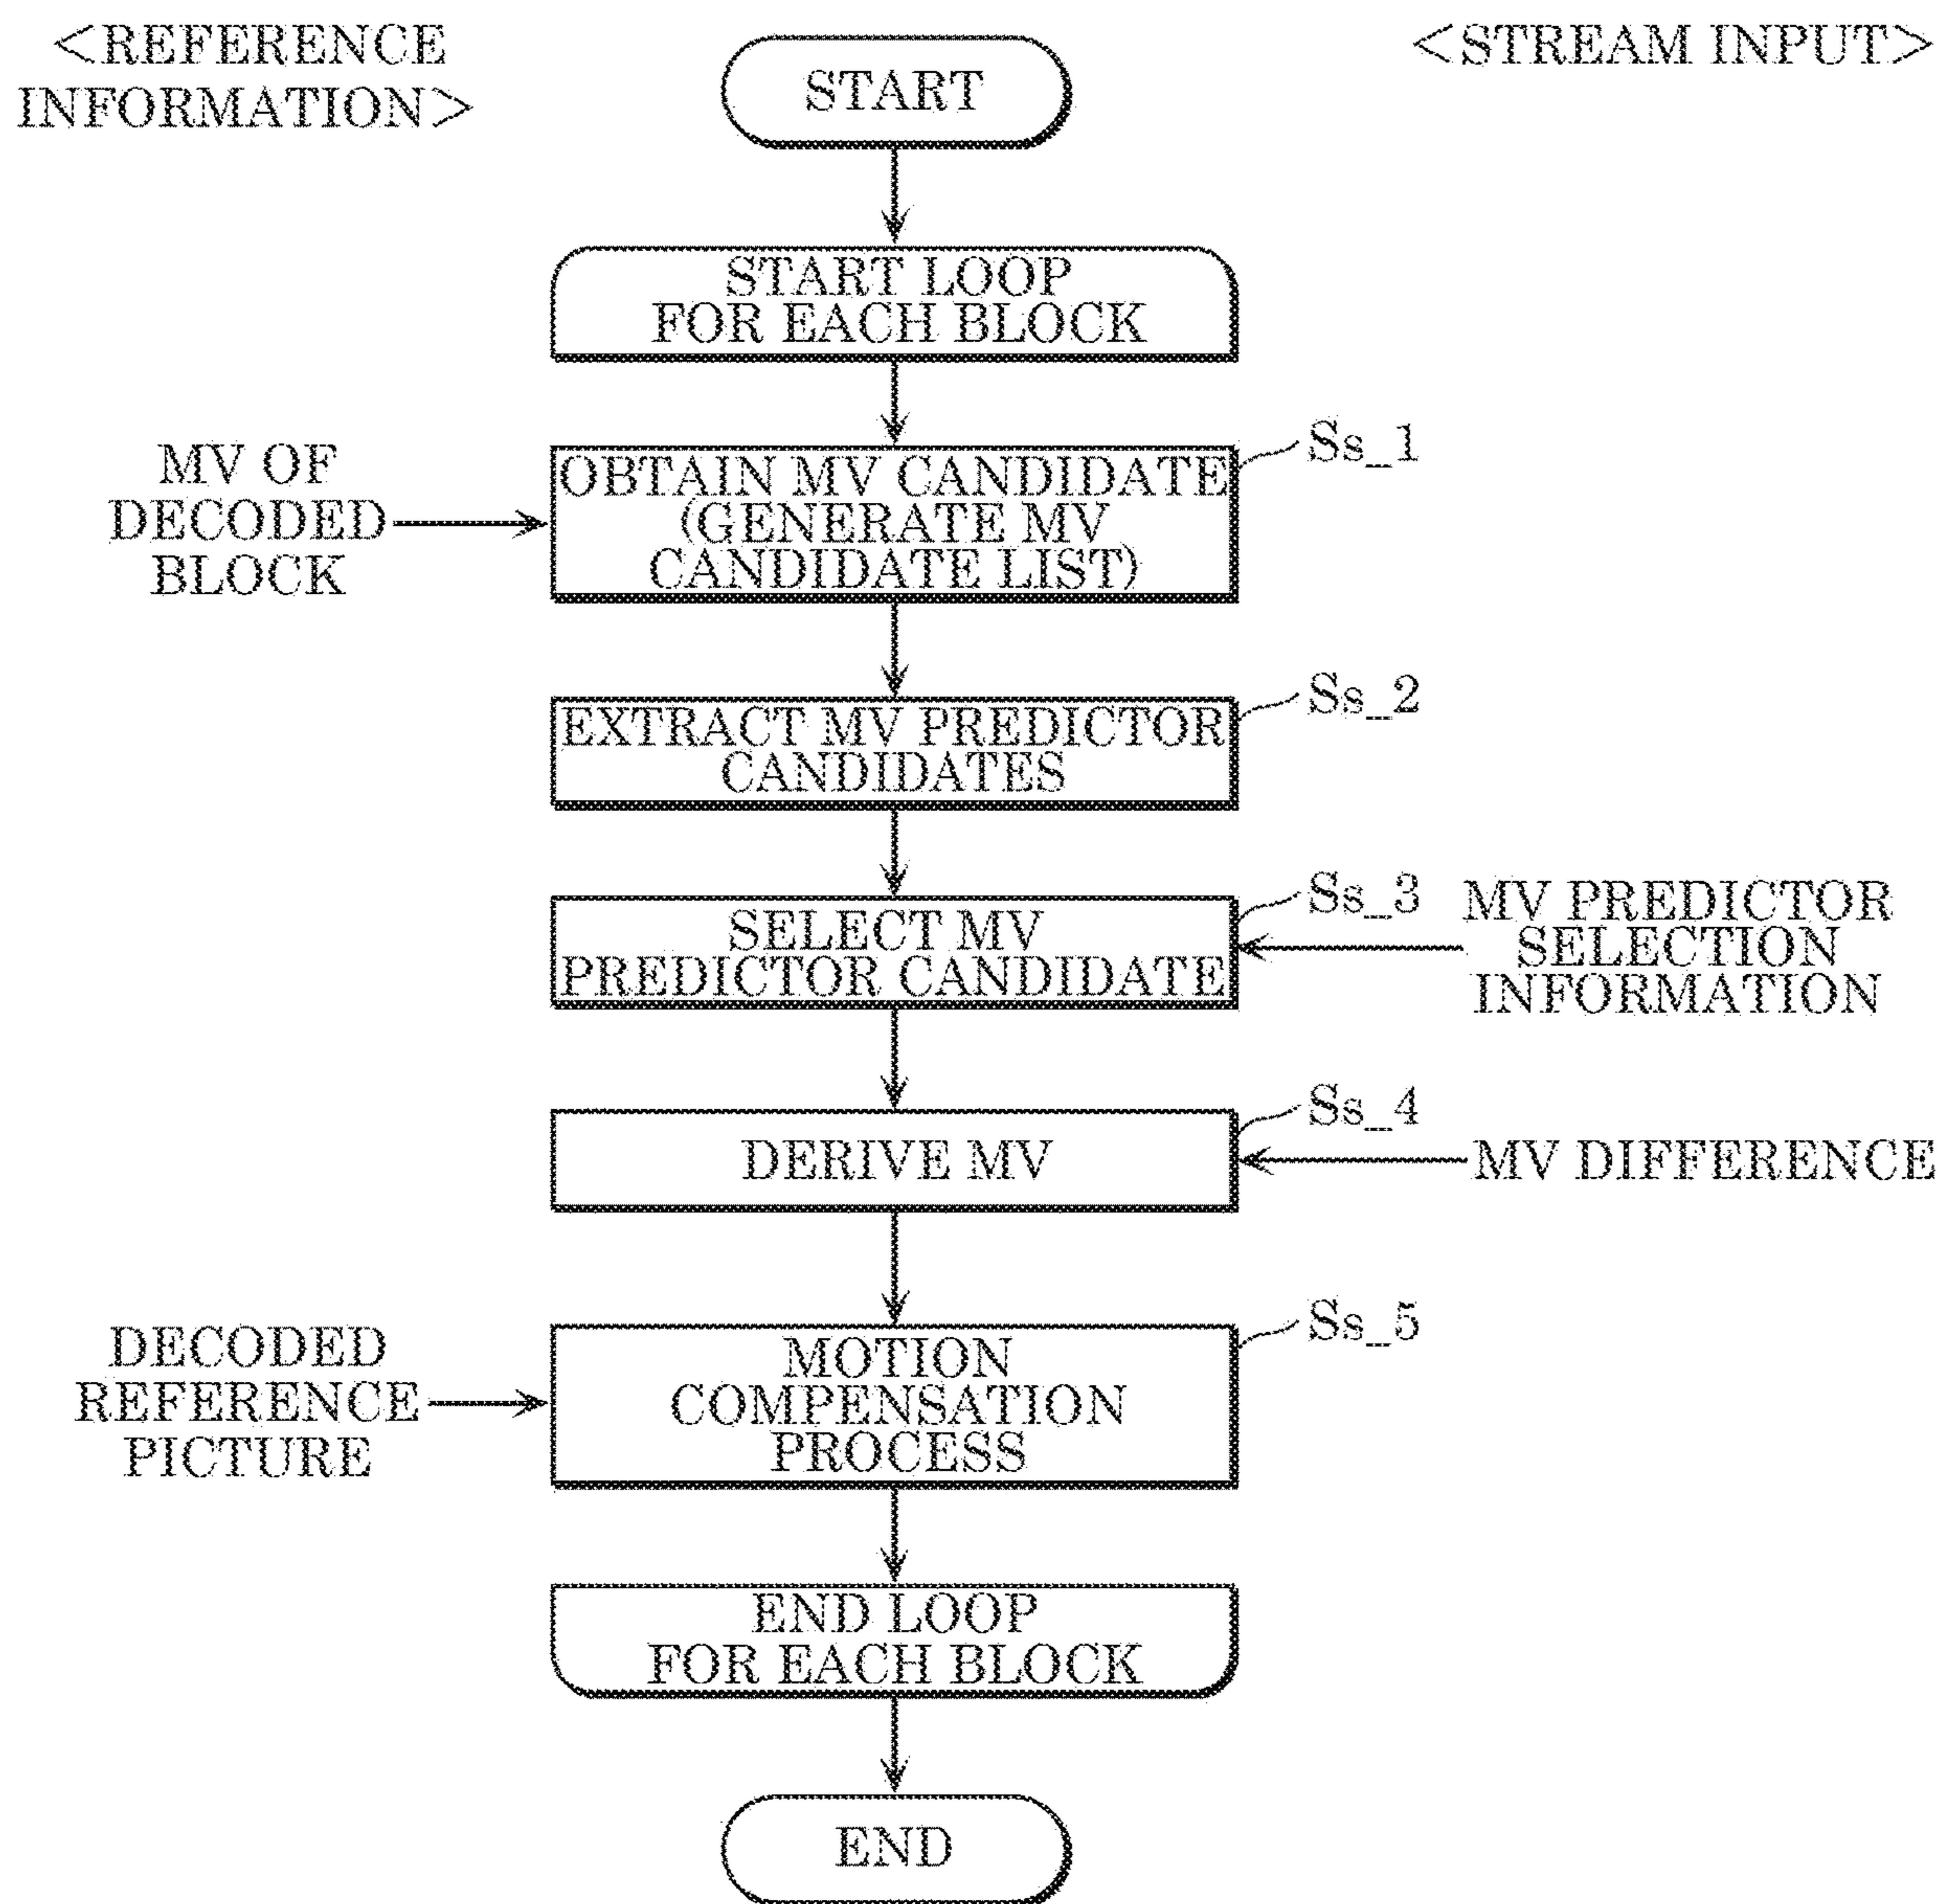 <REFERENCE
INFORMATION>
<STREAM INPUT>
START
START LOOP
FOR EACH BLOCK
MV OF
DECODED
BLOCK
OBTAIN MV CANDIDATE
(GENERATE MV
CANDIDATE LIST)
Ss_1
EXTRACT MV PREDICTOR
CANDIDATES
Ss_2
SELECT MV
PREDICTOR CANDIDATE
Ss_3
MV PREDICTOR
SELECTION
INFORMATION
DERIVE MV
Ss_4
MV DIFFERENCE
DECODED
REFERENCE
PICTURE
MOTION
COMPENSATION
PROCESS
Ss_5
END LOOP
FOR EACH BLOCK
END